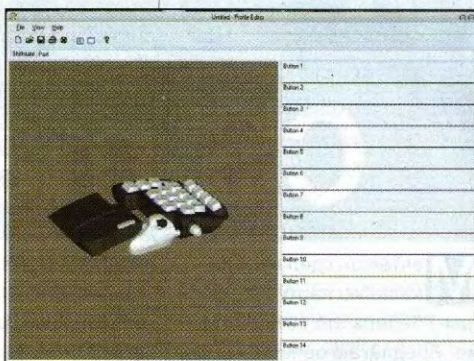 Untitled - Profile Editor
File View Help
Button 1
Button 2
Button 3
Button 4
Button 5
Button 6
Button 7
Button 8
Button 9
Button 10
Button 11
Button 12
Button 13
Button 14